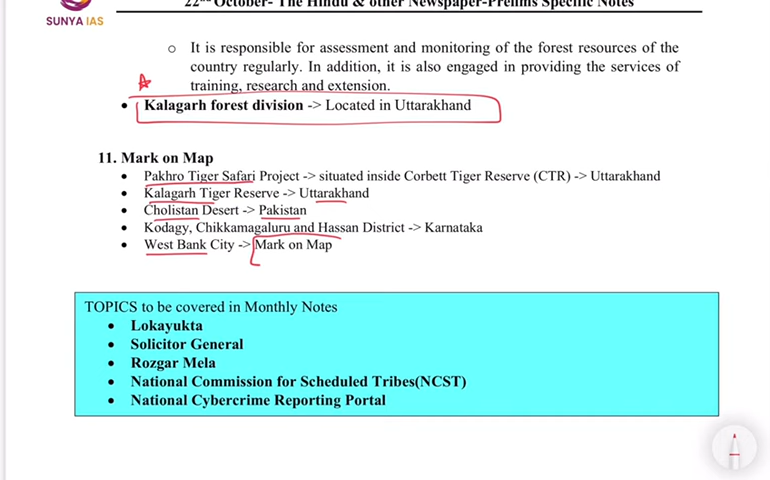 22nd October- The Hindu & other Newspaper-Prelims Specific Notes
SUNYA IAS
o It is responsible for assessment and monitoring of the forest resources of the
country regularly. In addition, it is also engaged in providing the services of
training, research and extension.
• Kalagarh forest division -> Located in Uttarakhand
11. Mark on Map
• Pakhro Tiger Safari Project -> situated inside Corbett Tiger Reserve (CTR) -> Uttarakhand
• Kalagarh Tiger Reserve -> Uttarakhand
• Cholistan Desert -> Pakistan
• Kodagy, Chikkamagaluru and Hassan District -> Karnataka
• West Bank City -> Mark on Map
TOPICS to be covered in Monthly Notes
• Lokayukta
• Solicitor General
• Rozgar Mela
• National Commission for Scheduled Tribes(NCST)
• National Cybercrime Reporting Portal